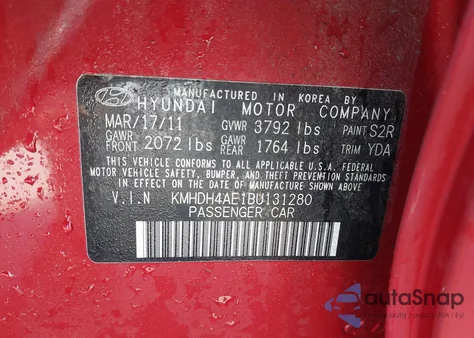 MANUFACTURED IN KOREA BY
HYUNDAI MOTOR COMPANY
MAR/17/11 GVWR 3792 lbs PAINT S2R
GAWR FRONT 2072 lbs GAWR REAR 1764 lbs TRIM YDA
THIS VEHICLE CONFORMS TO ALL APPLICABLE U.S.A. FEDERAL
MOTOR VEHICLE SAFETY, BUMPER, AND THEFT PREVENTION
STANDARDS IN EFFECT ON THE DATE OF MANUFACTURE SHOWN ABOVE.
V.I.N KMHDH4AE1BU131280
PASSENGER CAR
autoSnap